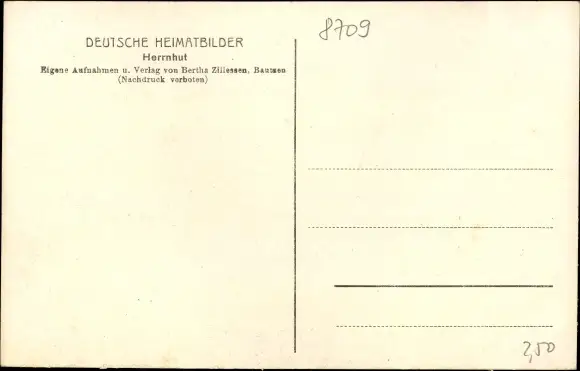 DEUTSCHE HEIMATBILDER
Herrnhut
Eigene Aufnahmen u. Verlag von Bertha Zillessen, Bautzen
(Nachdruck verboten)
8709
2,50